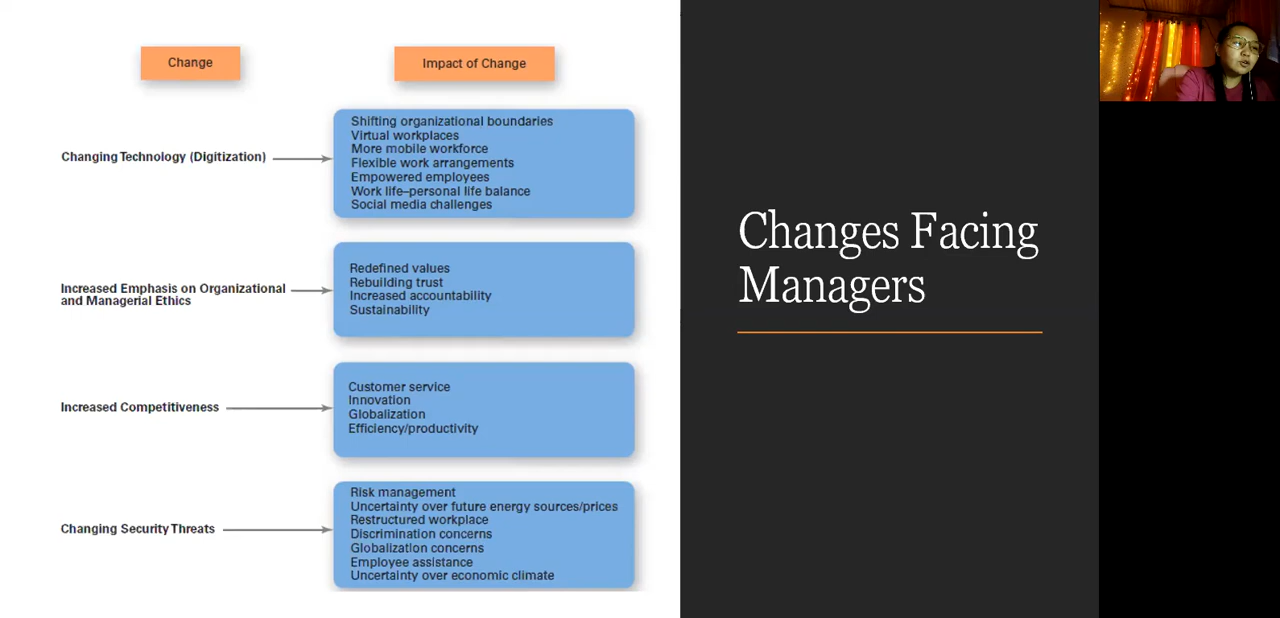 Change
Impact of Change
Changing Technology (Digitization)
Shifting organizational boundaries
Virtual workplaces
More mobile workforce
Flexible work arrangements
Empowered employees
Work life–personal life balance
Social media challenges
Increased Emphasis on Organizational
and Managerial Ethics
Redefined values
Rebuilding trust
Increased accountability
Sustainability
Increased Competitiveness
Customer service
Innovation
Globalization
Efficiency/productivity
Changing Security Threats
Risk management
Uncertainty over future energy sources/prices
Restructured workplace
Discrimination concerns
Globalization concerns
Employee assistance
Uncertainty over economic climate
Changes Facing
Managers